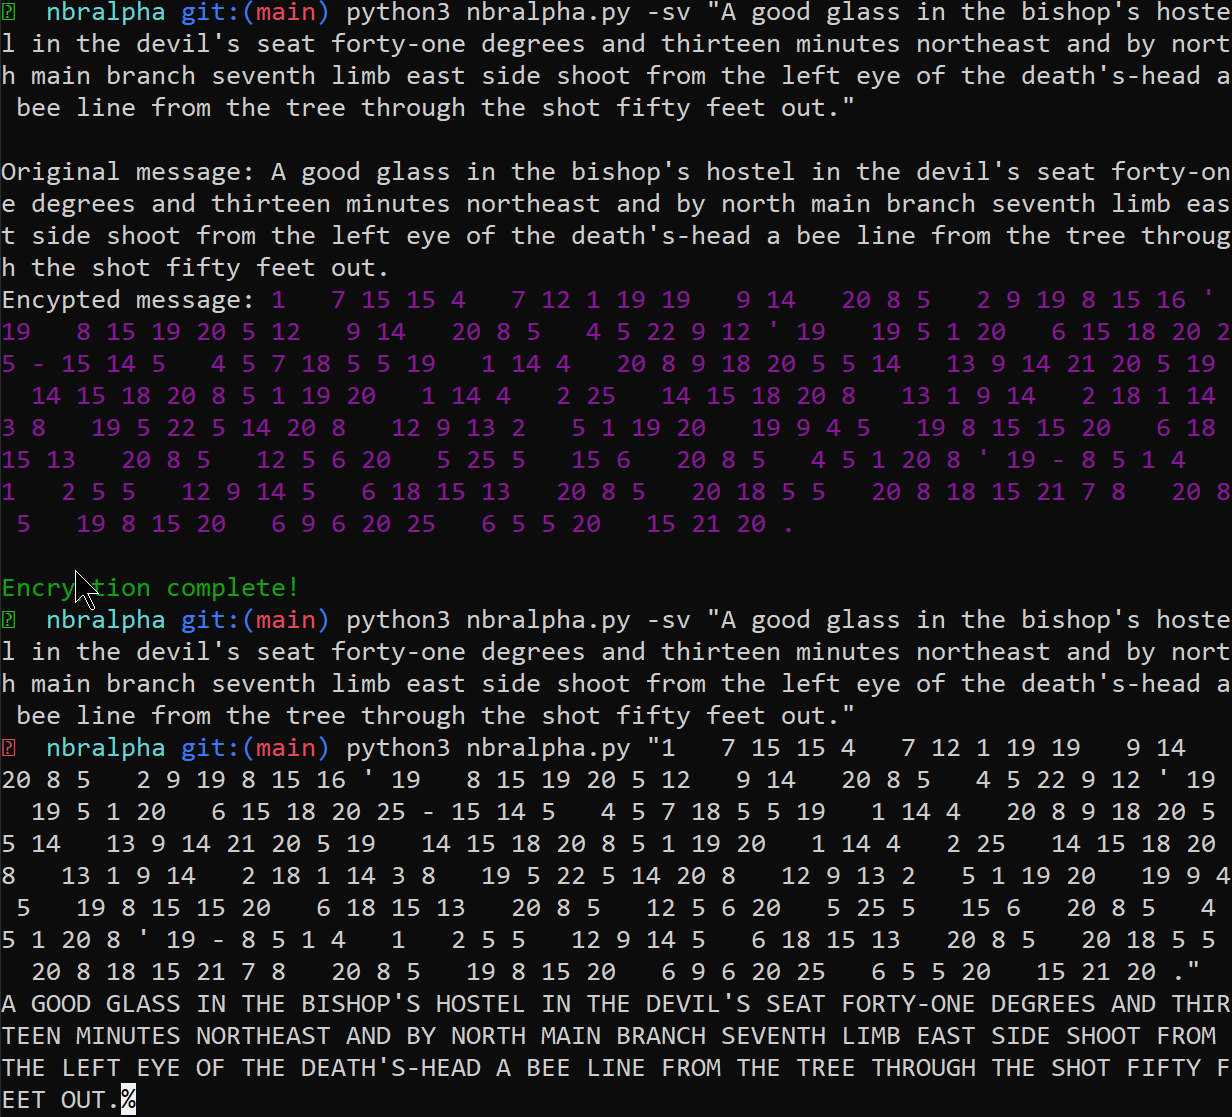 nbralpha git:(main) python3 nbralpha.py -sv "A good glass in the bishop's hoste
l in the devil's seat forty-one degrees and thirteen minutes northeast and by nort
h main branch seventh limb east side shoot from the left eye of the death's-head a
 bee line from the tree through the shot fifty feet out."
Original message: A good glass in the bishop's hostel in the devil's seat forty-on
e degrees and thirteen minutes northeast and by north main branch seventh limb eas
t side shoot from the left eye of the death's-head a bee line from the tree throug
h the shot fifty feet out.
Encypted message: 1   7 15 15 4   7 12 1 19 19   9 14   20 8 5   2 9 19 8 15 16 '
19   8 15 19 20 5 12   9 14   20 8 5   4 5 22 9 12 ' 19   19 5 1 20   6 15 18 20 2
5 - 15 14 5   4 5 7 18 5 5 19   1 14 4   20 8 9 18 20 5 5 14   13 9 14 21 20 5 19
  14 15 18 20 8 5 1 19 20   1 14 4   2 25   14 15 18 20 8   13 1 9 14   2 18 1 14
3 8   19 5 22 5 14 20 8   12 9 13 2   5 1 19 20   19 9 4 5   19 8 15 15 20   6 18
15 13   20 8 5   12 5 6 20   5 25 5   15 6   20 8 5   4 5 1 20 8 ' 19 - 8 5 1 4
1   2 5 5   12 9 14 5   6 18 15 13   20 8 5   20 18 5 5   20 8 18 15 21 7 8   20 8
 5   19 8 15 20   6 9 6 20 25   6 5 5 20   15 21 20 .
Encryption complete!
nbralpha git:(main) python3 nbralpha.py -sv "A good glass in the bishop's hoste
l in the devil's seat forty-one degrees and thirteen minutes northeast and by nort
h main branch seventh limb east side shoot from the left eye of the death's-head a
 bee line from the tree through the shot fifty feet out."
nbralpha git:(main) python3 nbralpha.py "1   7 15 15 4   7 12 1 19 19   9 14
20 8 5   2 9 19 8 15 16 ' 19   8 15 19 20 5 12   9 14   20 8 5   4 5 22 9 12 ' 19
  19 5 1 20   6 15 18 20 25 - 15 14 5   4 5 7 18 5 5 19   1 14 4   20 8 9 18 20 5
5 14   13 9 14 21 20 5 19   14 15 18 20 8 5 1 19 20   1 14 4   2 25   14 15 18 20
8   13 1 9 14   2 18 1 14 3 8   19 5 22 5 14 20 8   12 9 13 2   5 1 19 20   19 9 4
 5   19 8 15 15 20   6 18 15 13   20 8 5   12 5 6 20   5 25 5   15 6   20 8 5   4
5 1 20 8 ' 19 - 8 5 1 4   1   2 5 5   12 9 14 5   6 18 15 13   20 8 5   20 18 5 5
  20 8 18 15 21 7 8   20 8 5   19 8 15 20   6 9 6 20 25   6 5 5 20   15 21 20 ."
A GOOD GLASS IN THE BISHOP'S HOSTEL IN THE DEVIL'S SEAT FORTY-ONE DEGREES AND THIR
TEEN MINUTES NORTHEAST AND BY NORTH MAIN BRANCH SEVENTH LIMB EAST SIDE SHOOT FROM
THE LEFT EYE OF THE DEATH'S-HEAD A BEE LINE FROM THE TREE THROUGH THE SHOT FIFTY F
EET OUT.%